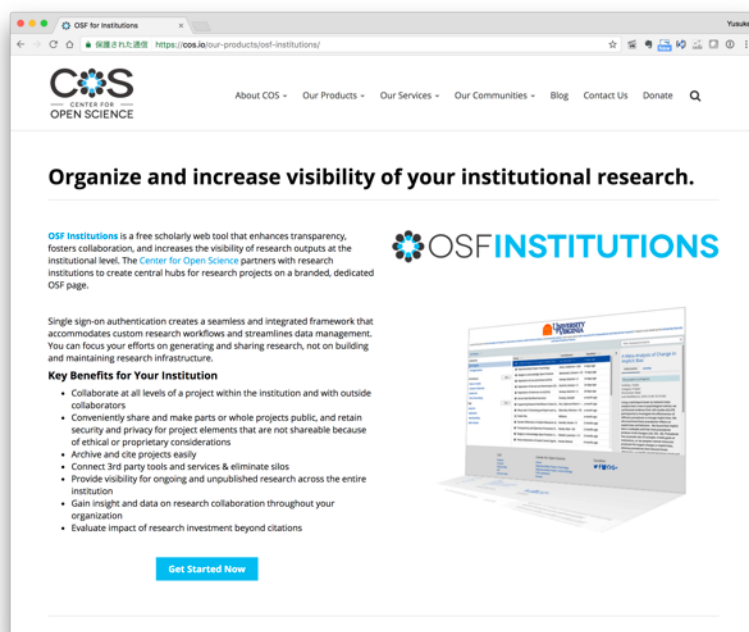 OSF for Institutions
Yusuke
保護された通信 https://cos.io/our-products/osf-institutions/
COS
CENTER FOR
OPEN SCIENCE
About COS
Our Products
Our Services
Our Communities
Blog
Contact Us
Donate
Organize and increase visibility of your institutional research.
OSF Institutions is a free scholarly web tool that enhances transparency,
fosters collaboration, and increases the visibility of research outputs at the
institutional level. The Center for Open Science partners with research
institutions to create central hubs for research projects on a branded, dedicated
OSF page.
Single sign-on authentication creates a seamless and integrated framework that
accommodates custom research workflows and streamlines data management.
You can focus your efforts on generating and sharing research, not on building
and maintaining research infrastructure.
Key Benefits for Your Institution
• Collaborate at all levels of a project within the institution and with outside
collaborators
• Conveniently share and make parts or whole projects public, and retain
security and privacy for project elements that are not shareable because
of ethical or proprietary considerations
• Archive and cite projects easily
• Connect 3rd party tools and services & eliminate silos
• Provide visibility for ongoing and unpublished research across the entire
institution
• Gain insight and data on research collaboration throughout your
organization
• Evaluate impact of research investment beyond citations
Get Started Now
OSFINSTITUTIONS
UNIVERSITY
VIRGINIA
A Meta-Analysis of Change in
Implicit Bias